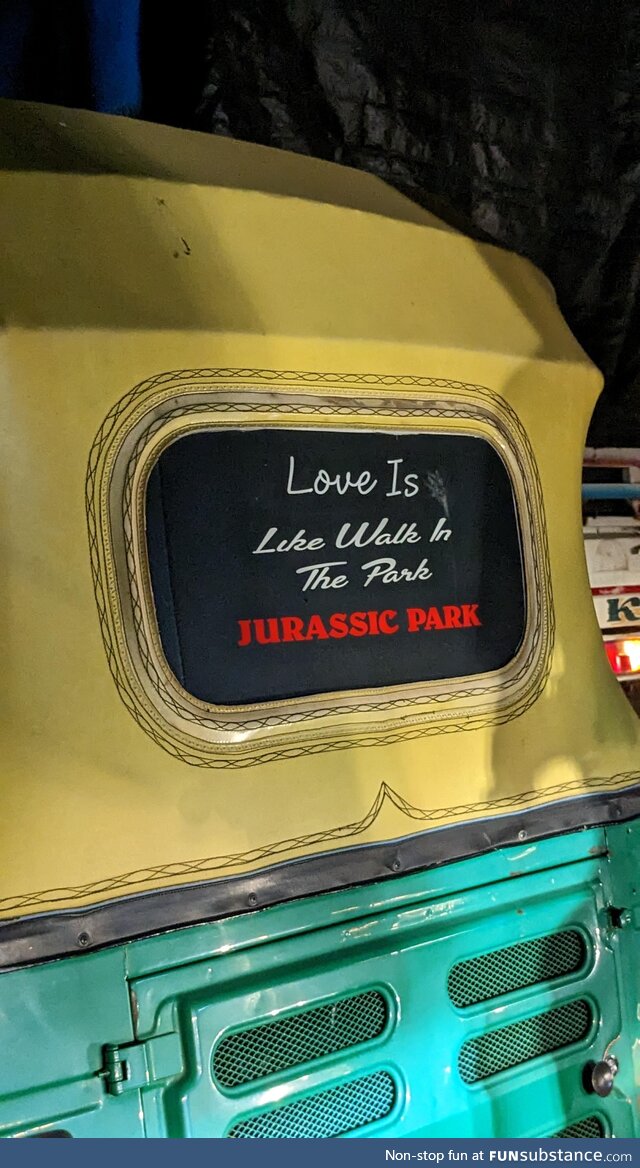 Love Is
Like Walk In
The Park
JURASSIC PARK
K
Non-stop fun at FUNsubstance.com